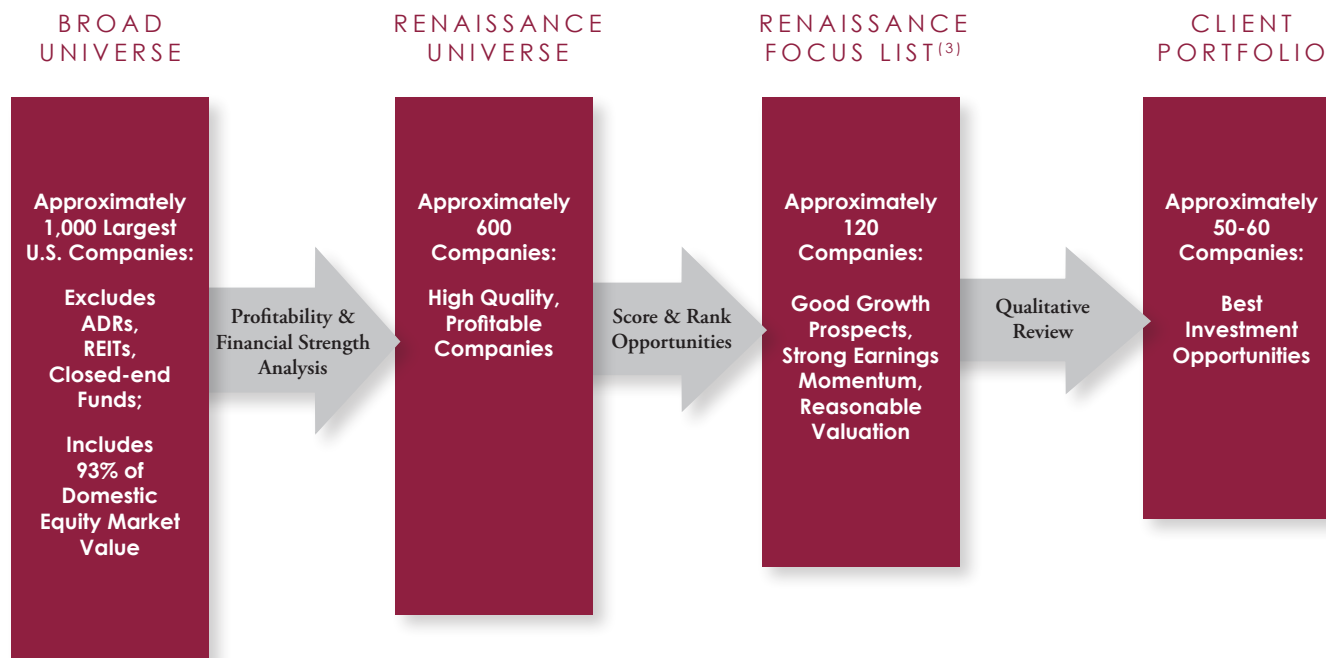 BROAD
UNIVERSE
Approximately
1,000 Largest
U.S. Companies:
Excludes
ADRs,
REITs,
Closed-end
Funds;
Includes
93% of
Domestic
Equity Market
Value
Profitability &
Financial Strength
Analysis
RENAISSANCE
UNIVERSE
Approximately
600
Companies:
High Quality,
Profitable
Companies
Score & Rank
Opportunities
RENAISSANCE
FOCUS LIST(3)
Approximately
120
Companies:
Good Growth
Prospects,
Strong Earnings
Momentum,
Reasonable
Valuation
Qualitative
Review
CLIENT
PORTFOLIO
Approximately
50-60
Companies:
Best
Investment
Opportunities